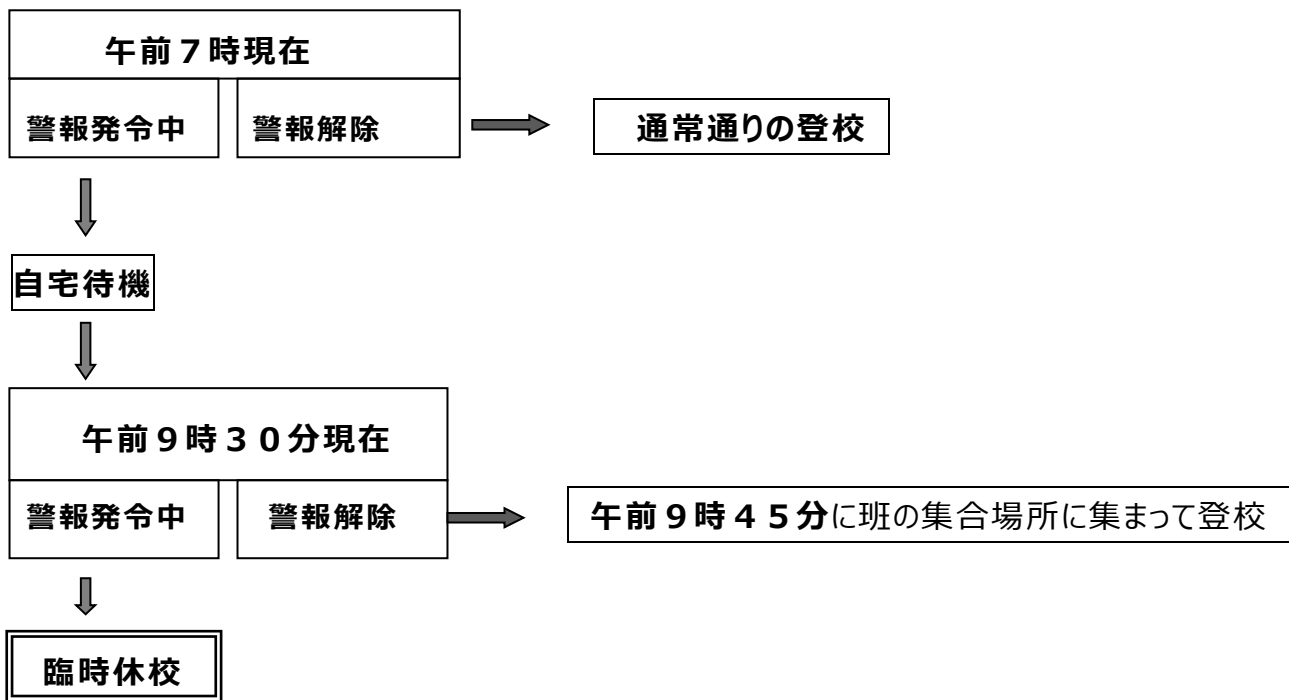 午前７時現在
警報発令中
警報解除
通常通りの登校
自宅待機
午前９時３０分現在
警報発令中
警報解除
午前９時４５分に班の集合場所に集まって登校
臨時休校